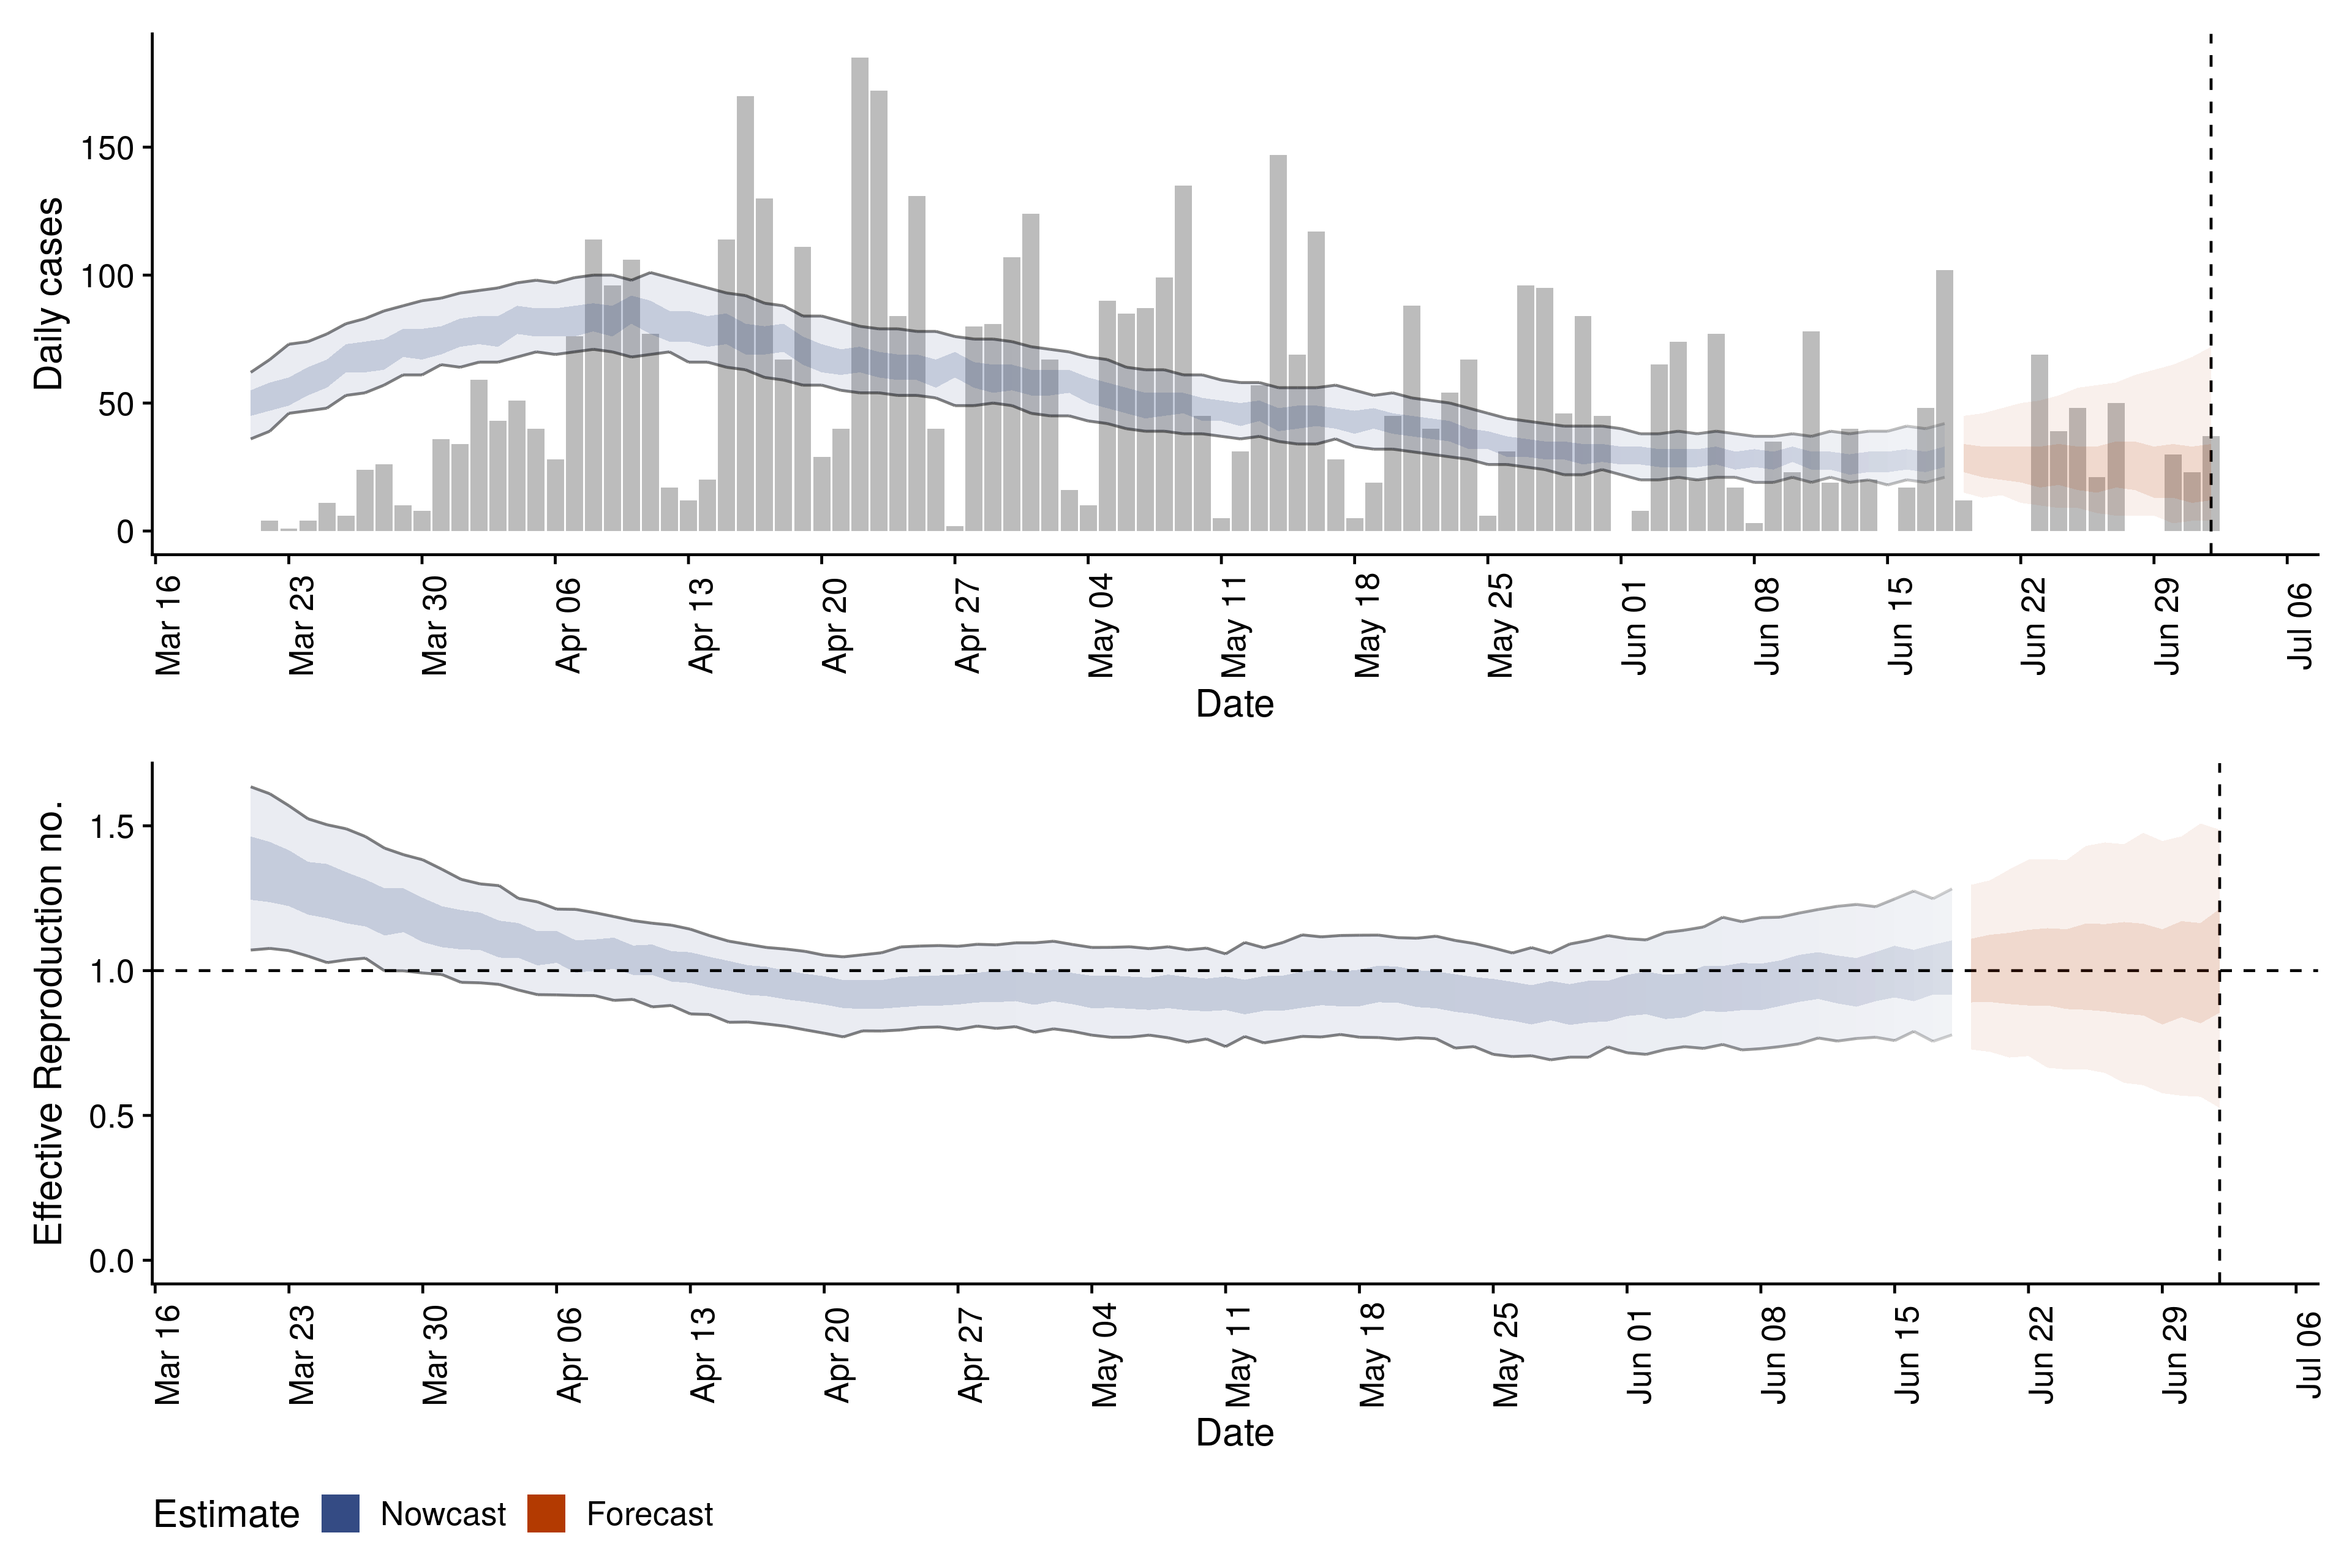 Daily cases
150
100
50
0
Mar 16 Mar 23 Mar 30 Apr 06 Apr 13 Apr 20 Apr 27 May 04 May 11 May 18 May 25 Jun 01 Jun 08 Jun 15 Jun 22 Jun 29 Jul 06
Date
Effective Reproduction no.
1.5
1.0
0.5
0.0
Mar 16 Mar 23 Mar 30 Apr 06 Apr 13 Apr 20 Apr 27 May 04 May 11 May 18 May 25 Jun 01 Jun 08 Jun 15 Jun 22 Jun 29 Jul 06
Date
Estimate Nowcast Forecast